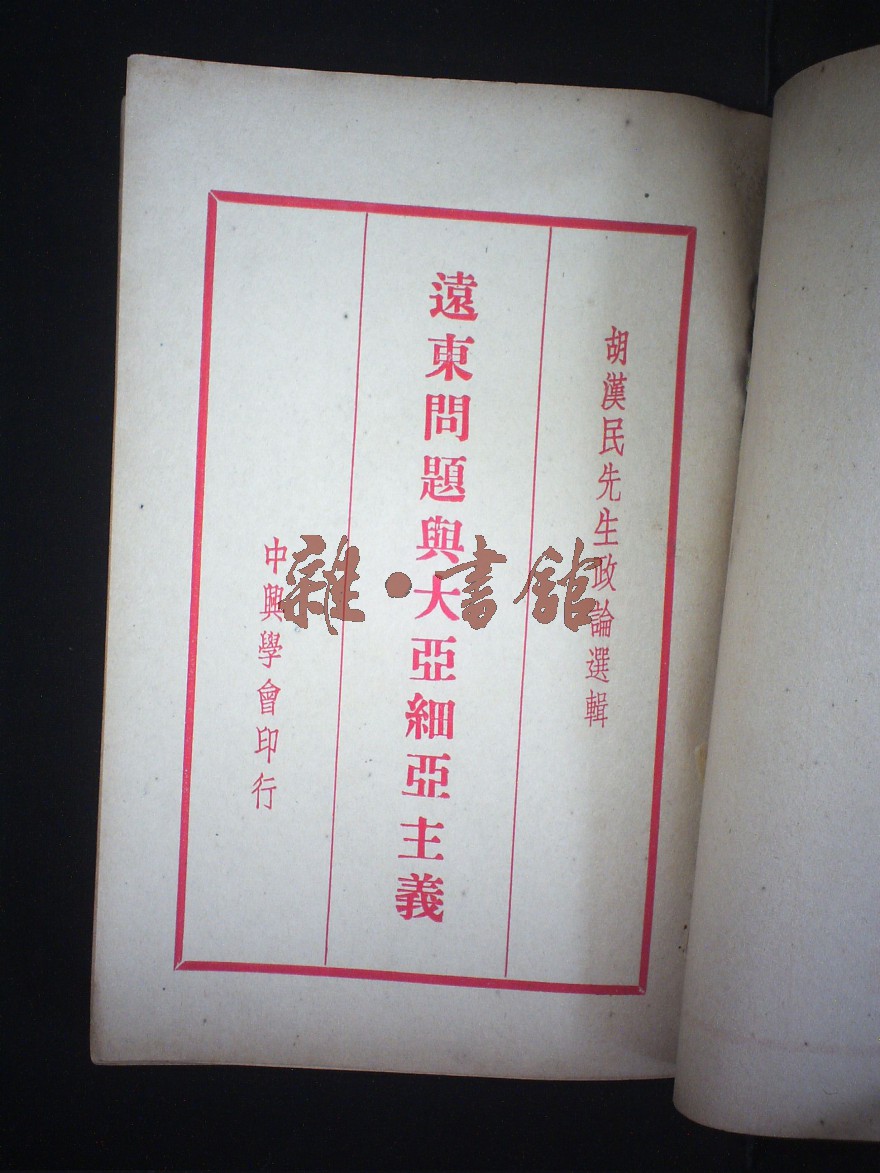 胡漢民先生政論選輯
遠東問題與大亞細亞主義
中興學會印行
雜·書館